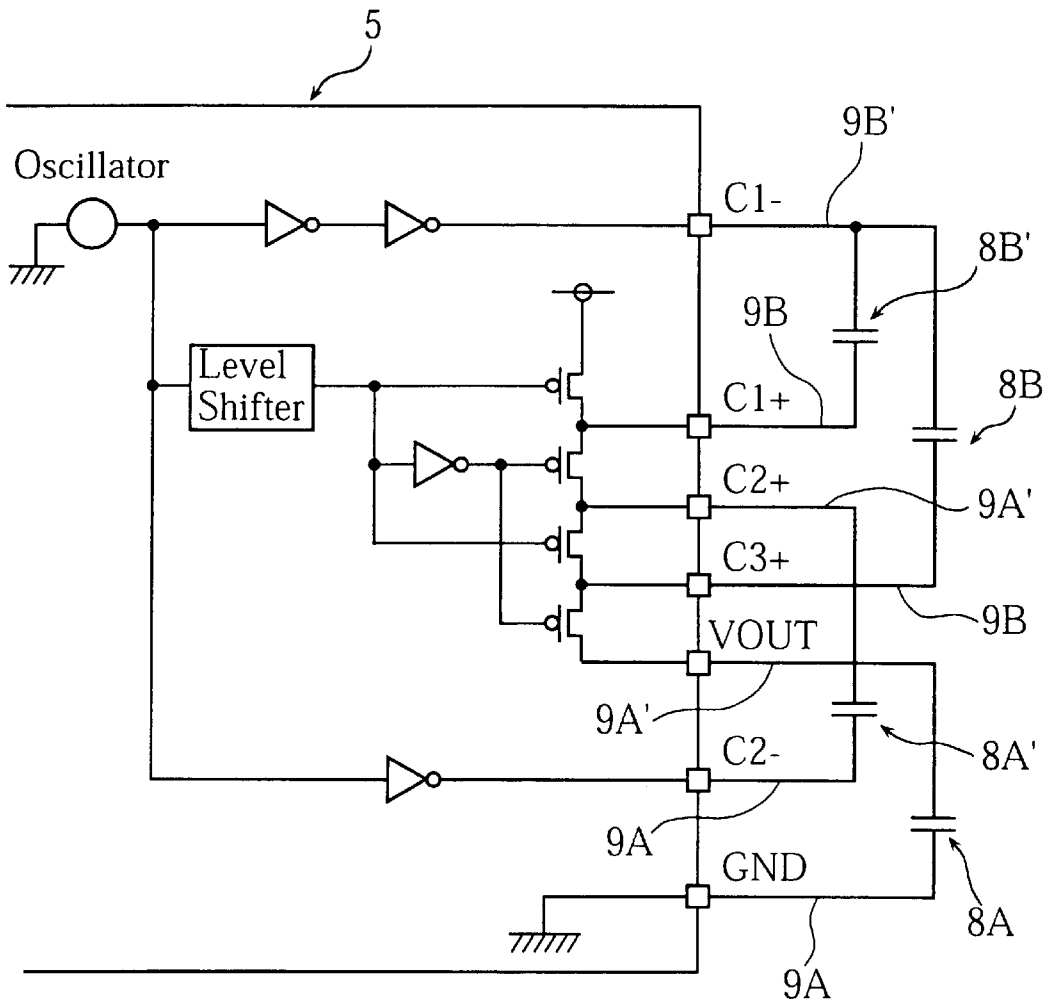 5
9B'
Oscillator
C1-
8B'
9B
Level
Shifter
C1+
8B
C2+
9A'
C3+
9B
VOUT
9A'
C2-
8A'
9A
GND
8A
9A